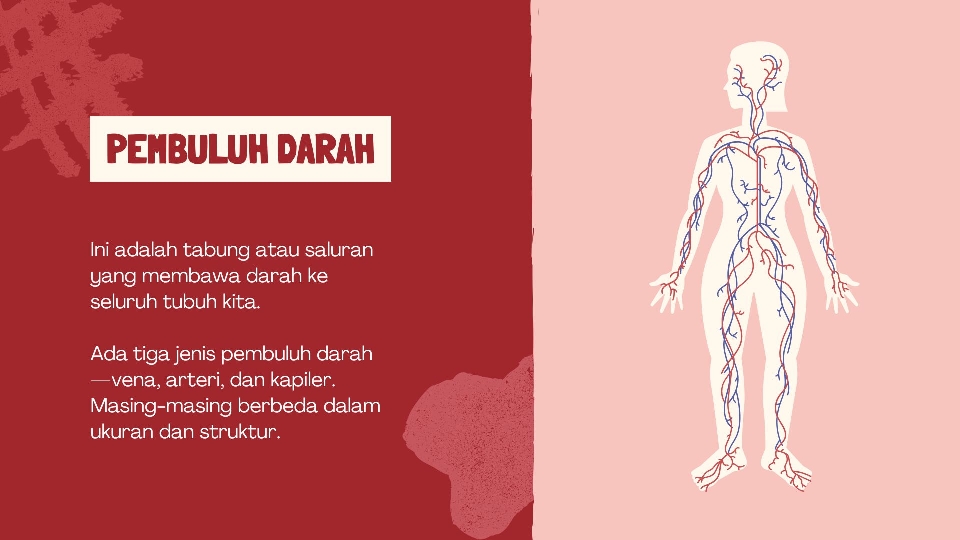 PEMBULUH DARAH
Ini adalah tabung atau saluran
yang membawa darah ke
seluruh tubuh kita.
Ada tiga jenis pembuluh darah
—vena, arteri, dan kapiler.
Masing-masing berbeda dalam
ukuran dan struktur.